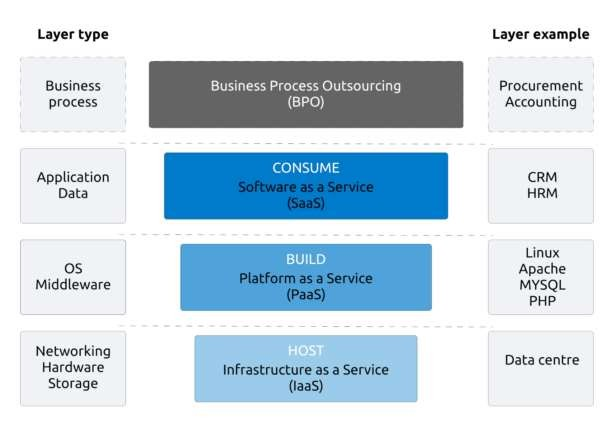 Layer type
Layer example
Business
process
Business Process Outsourcing
(BPO)
Procurement
Accounting
Application
Data
CONSUME
Software as a Service
(SaaS)
CRM
HRM
OS
Middleware
BUILD
Platform as a Service
(PaaS)
Linux
Apache
MYSQL
PHP
Networking
Hardware
Storage
HOST
Infrastructure as a Service
(IaaS)
Data centre